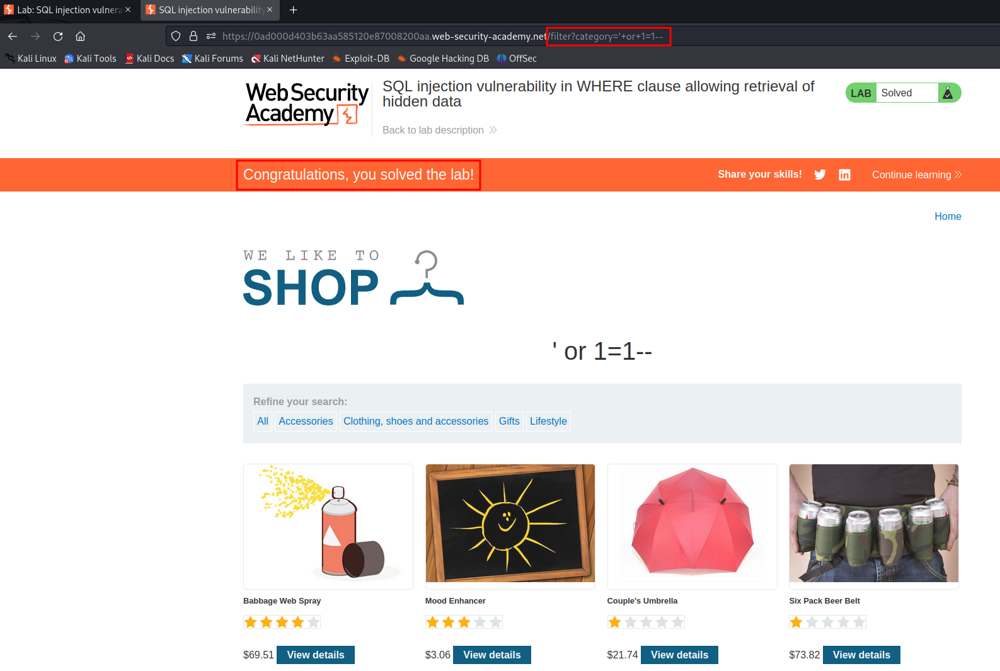 Lab: SQL injection vulnera
SQL injection vulnerability
https://0ad000d403b63aa585120e87008200aa.web-security-academy.net/filter?category='+or+1=1--
Kali Linux Kali Tools Kali Docs Kali Forums Kali NetHunter Exploit-DB Google Hacking DB OffSec
Web Security
Academy
SQL injection vulnerability in WHERE clause allowing retrieval of
hidden data
Back to lab description
LAB Solved
Congratulations, you solved the lab!
Share your skills!
Continue learning
Home
WE LIKE TO
SHOP
' or 1=1--
Refine your search:
All Accessories Clothing, shoes and accessories Gifts Lifestyle
Babbage Web Spray
Mood Enhancer
Couple's Umbrella
Six Pack Beer Belt
$69.51 View details
$3.06 View details
$21.74 View details
$73.82 View details